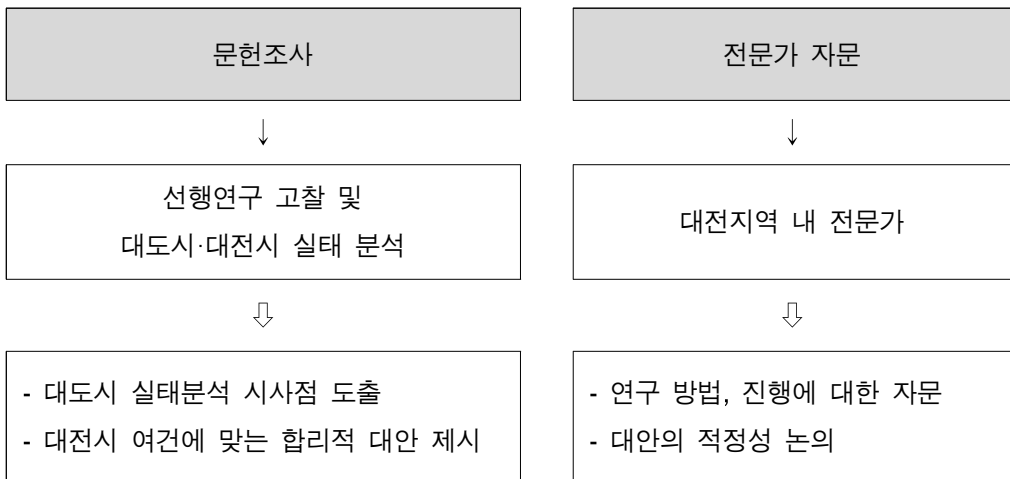 문헌조사
전문가 자문
↓
↓
선행연구 고찰 및
대도시·대전시 실태 분석
대전지역 내 전문가
⇩
⇩
- 대도시 실태분석 시사점 도출
- 대전시 여건에 맞는 합리적 대안 제시
- 연구 방법, 진행에 대한 자문
- 대안의 적정성 논의